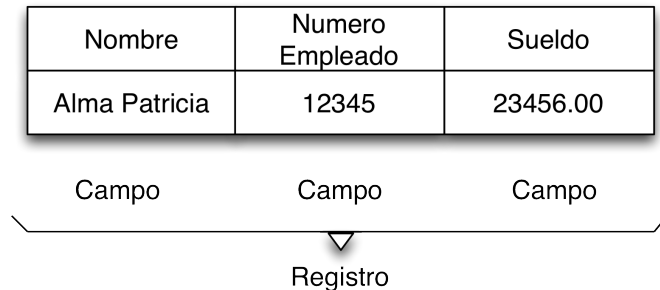 Nombre
Numero
Empleado
Sueldo
Alma Patricia
12345
23456.00
Campo
Campo
Campo
Registro